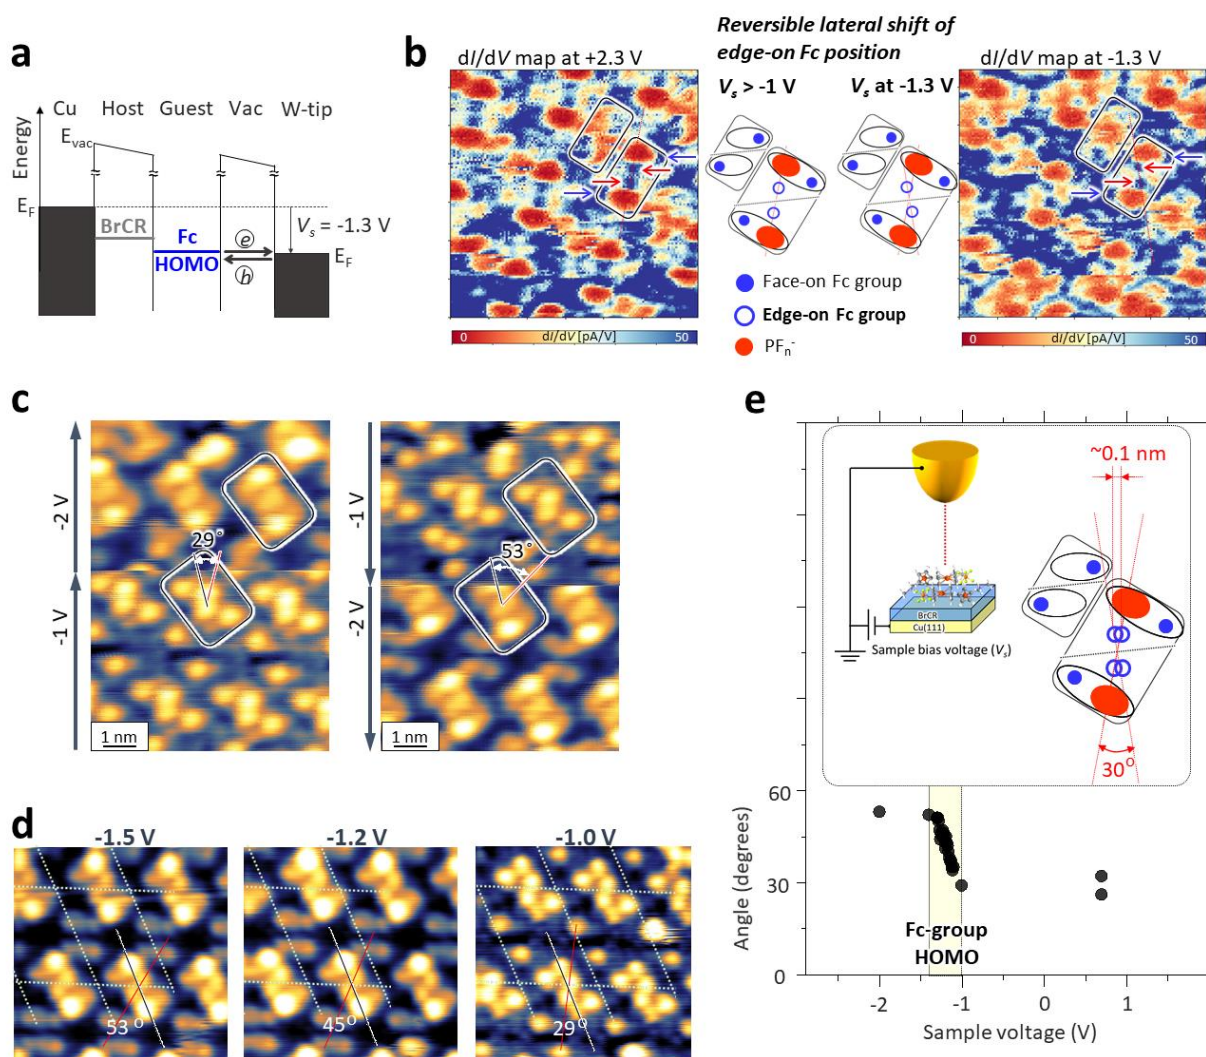 a
Cu Host Guest Vac W-tip
Energy
E_vac
E_F
BrCR
Fc
HOMO
e
h
V_s = -1.3 V
E_F
b
dI/dV map at +2.3 V
Reversible lateral shift of
edge-on Fc position
V_s > -1 V
V_s at -1.3 V
dI/dV map at -1.3 V
Face-on Fc group
Edge-on Fc group
PF_n^-
0 dI/dV [pA/V] 50
0 dI/dV [pA/V] 50
c
-2 V
-1 V
29°
1 nm
-1 V
-2 V
53°
1 nm
d
-1.5 V
-1.2 V
-1.0 V
53°
45°
29°
e
~0.1 nm
BrCR
Cu(111)
Sample bias voltage (V_s)
30°
60
30
0
Angle (degrees)
Fc-group
HOMO
-2 -1 0 1
Sample voltage (V)